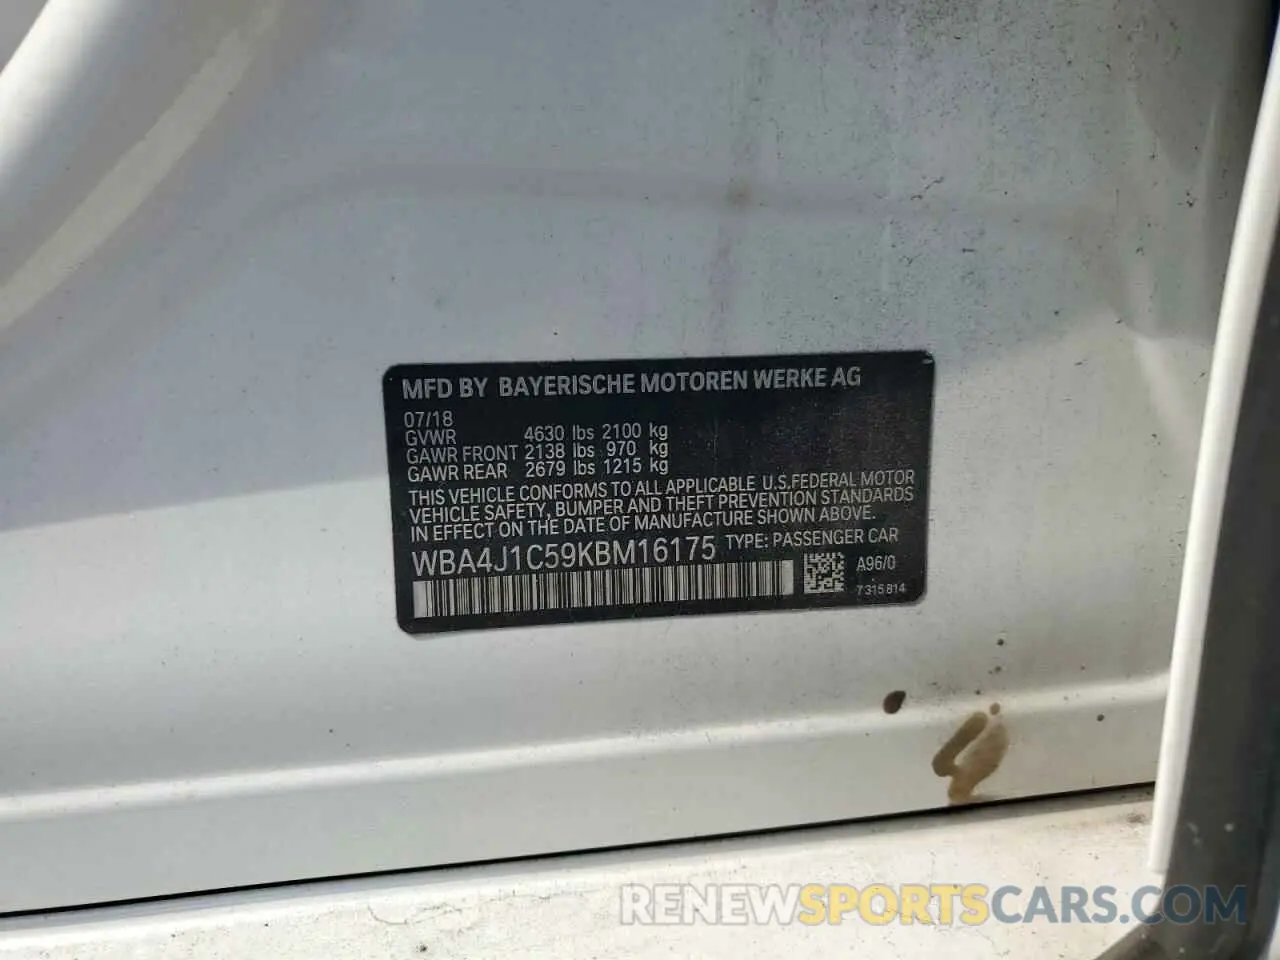 MFD BY BAYERISCHE MOTOREN WERKE AG
07/18
GVWR 4630 lbs 2100 kg
GAWR FRONT 2138 lbs 970 kg
GAWR REAR 2679 lbs 1215 kg
THIS VEHICLE CONFORMS TO ALL APPLICABLE U.S.FEDERAL MOTOR
VEHICLE SAFETY, BUMPER AND THEFT PREVENTION STANDARDS
IN EFFECT ON THE DATE OF MANUFACTURE SHOWN ABOVE.
WBA4J1C59KBM16175 TYPE: PASSENGER CAR
A96/0
7315814
RENEWSPORTSCARS.COM